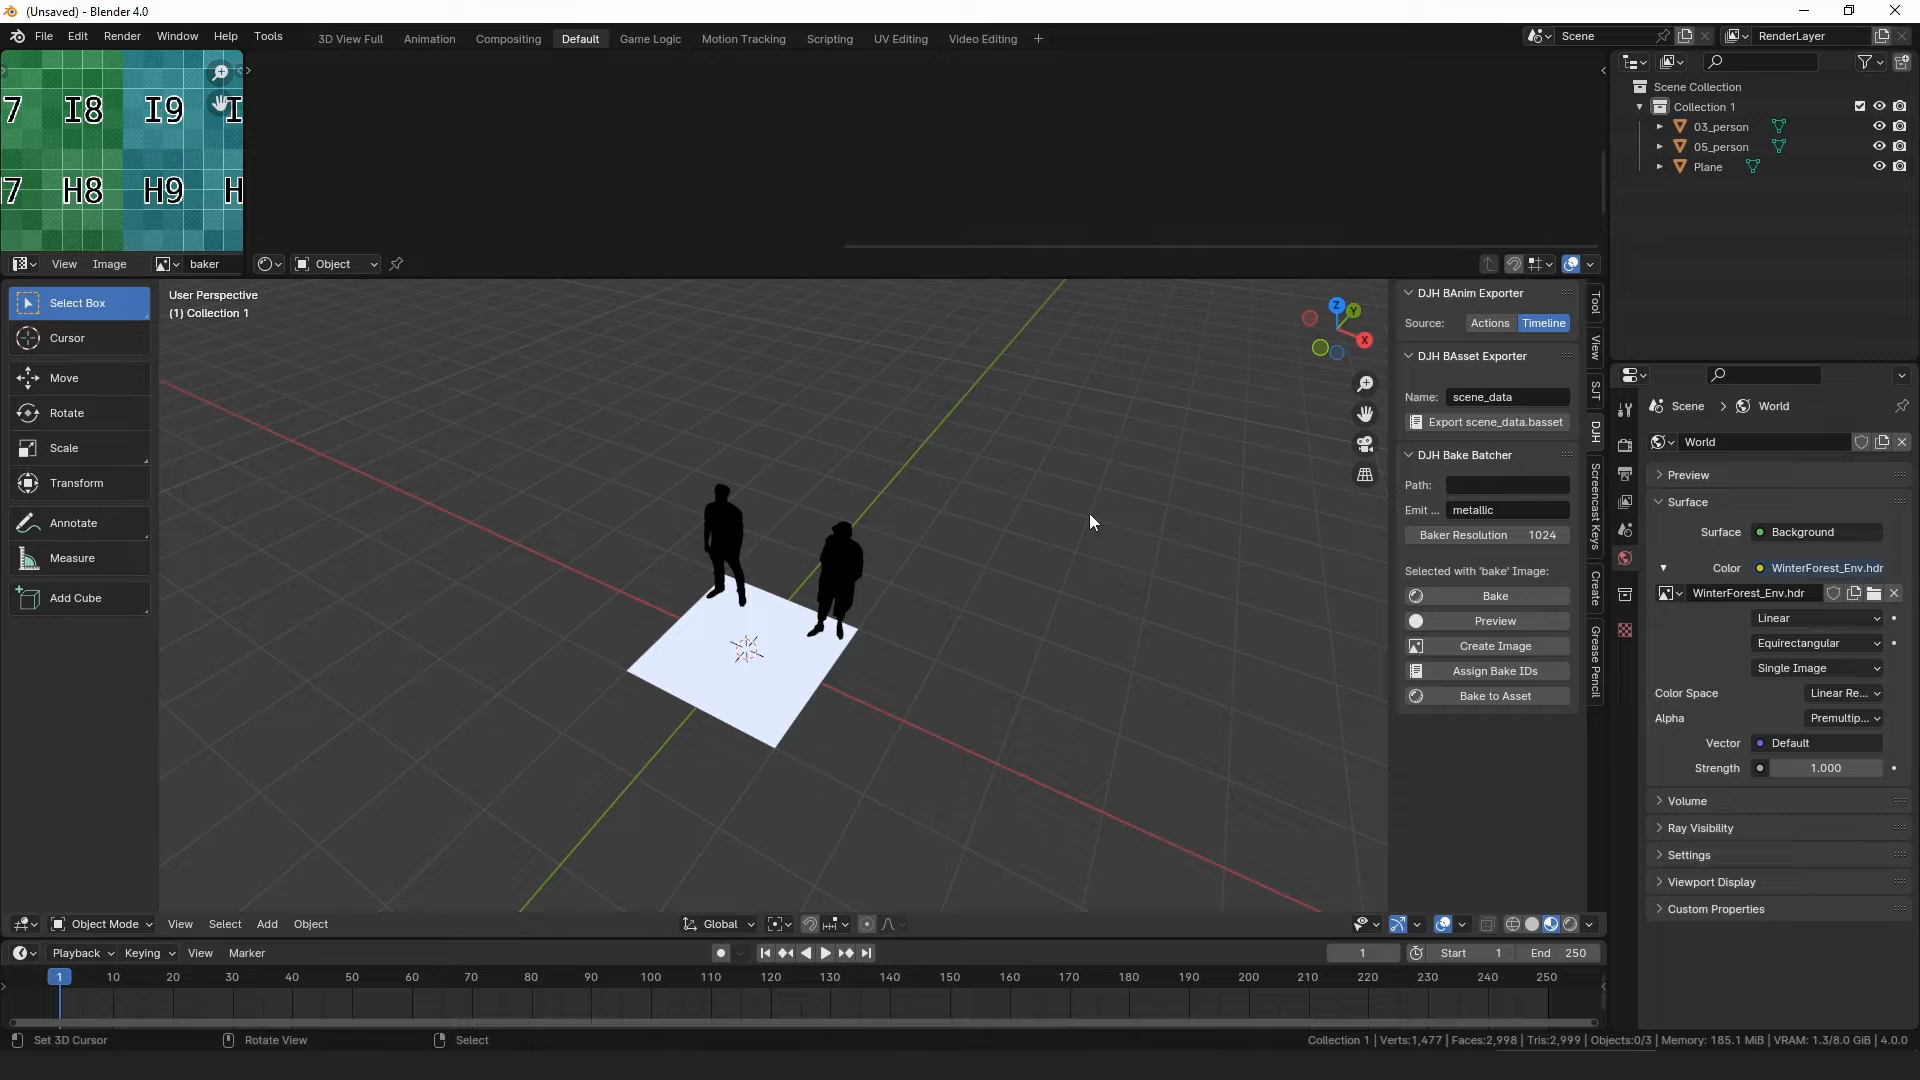 (Unsaved) - Blender 4.0
File Edit Render Window Help Tools
3D View Full Animation Compositing Default Game Logic Motion Tracking Scripting UV Editing Video Editing +
Scene
RenderLayer
7 I8 I9 I
7 H8 H9 H
View Image baker
Object
Scene Collection
Collection 1
03_person
05_person
Plane
Select Box
Cursor
Move
Rotate
Scale
Transform
Annotate
Measure
Add Cube
User Perspective
(1) Collection 1
Z
Y
X
DJH BAnim Exporter
Source: Actions Timeline
DJH BAsset Exporter
Name: scene_data
Export scene_data.basset
DJH Bake Batcher
Path:
Emit ... metallic
Baker Resolution 1024
Selected with 'bake' Image:
Bake
Preview
Create Image
Assign Bake IDs
Bake to Asset
Tool
View
SJT
DJH
Screencast Keys
Create
Grease Pencil
Scene > World
World
Preview
Surface
Surface Background
Color WinterForest_Env.hdr
WinterForest_Env.hdr
Linear
Equirectangular
Single Image
Color Space Linear Re...
Alpha Premultip...
Vector Default
Strength 1.000
Volume
Ray Visibility
Settings
Viewport Display
Custom Properties
Object Mode View Select Add Object
Global
Playback Keying View Marker
1 Start 1 End 250
1 10 20 30 40 50 60 70 80 90 100 110 120 130 140 150 160 170 180 190 200 210 220 230 240 250
Set 3D Cursor Rotate View Select
Collection 1 | Verts:1,477 | Faces:2,998 | Tris:2,999 | Objects:0/3 | Memory: 185.1 MiB | VRAM: 1.3/8.0 GiB | 4.0.0